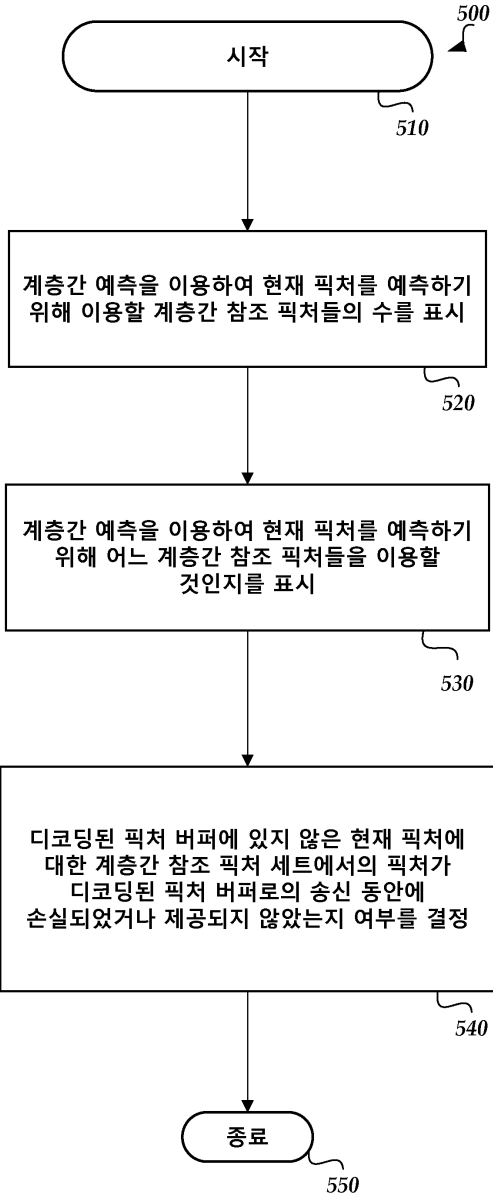 500
시작
510
계층간 예측을 이용하여 현재 픽처를 예측하기
위해 이용할 계층간 참조 픽처들의 수를 표시
520
계층간 예측을 이용하여 현재 픽처를 예측하기
위해 어느 계층간 참조 픽처들을 이용할
것인지를 표시
530
디코딩된 픽처 버퍼에 있지 않은 현재 픽처에
대한 계층간 참조 픽처 세트에서의 픽처가
디코딩된 픽처 버퍼로의 송신 동안에
손실되었거나 제공되지 않았는지 여부를 결정
540
종료
550